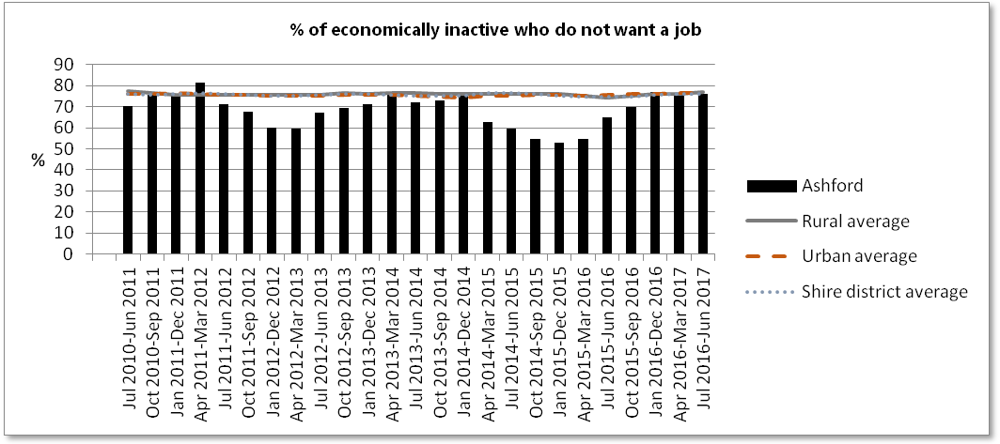 % of economically inactive who do not want a job
90
80
70
60
50
40
30
20
10
0
%
Jul 2010-Jun 2011
Oct 2010-Sep 2011
Jan 2011-Dec 2011
Apr 2011-Mar 2012
Jul 2011-Jun 2012
Oct 2011-Sep 2012
Jan 2012-Dec 2012
Apr 2012-Mar 2013
Jul 2012-Jun 2013
Oct 2012-Sep 2013
Jan 2013-Dec 2013
Apr 2013-Mar 2014
Jul 2013-Jun 2014
Oct 2013-Sep 2014
Jan 2014-Dec 2014
Apr 2014-Mar 2015
Jul 2014-Jun 2015
Oct 2014-Sep 2015
Jan 2015-Dec 2015
Apr 2015-Mar 2016
Jul 2015-Jun 2016
Oct 2015-Sep 2016
Jan 2016-Dec 2016
Apr 2016-Mar 2017
Jul 2016-Jun 2017
Ashford
Rural average
Urban average
Shire district average